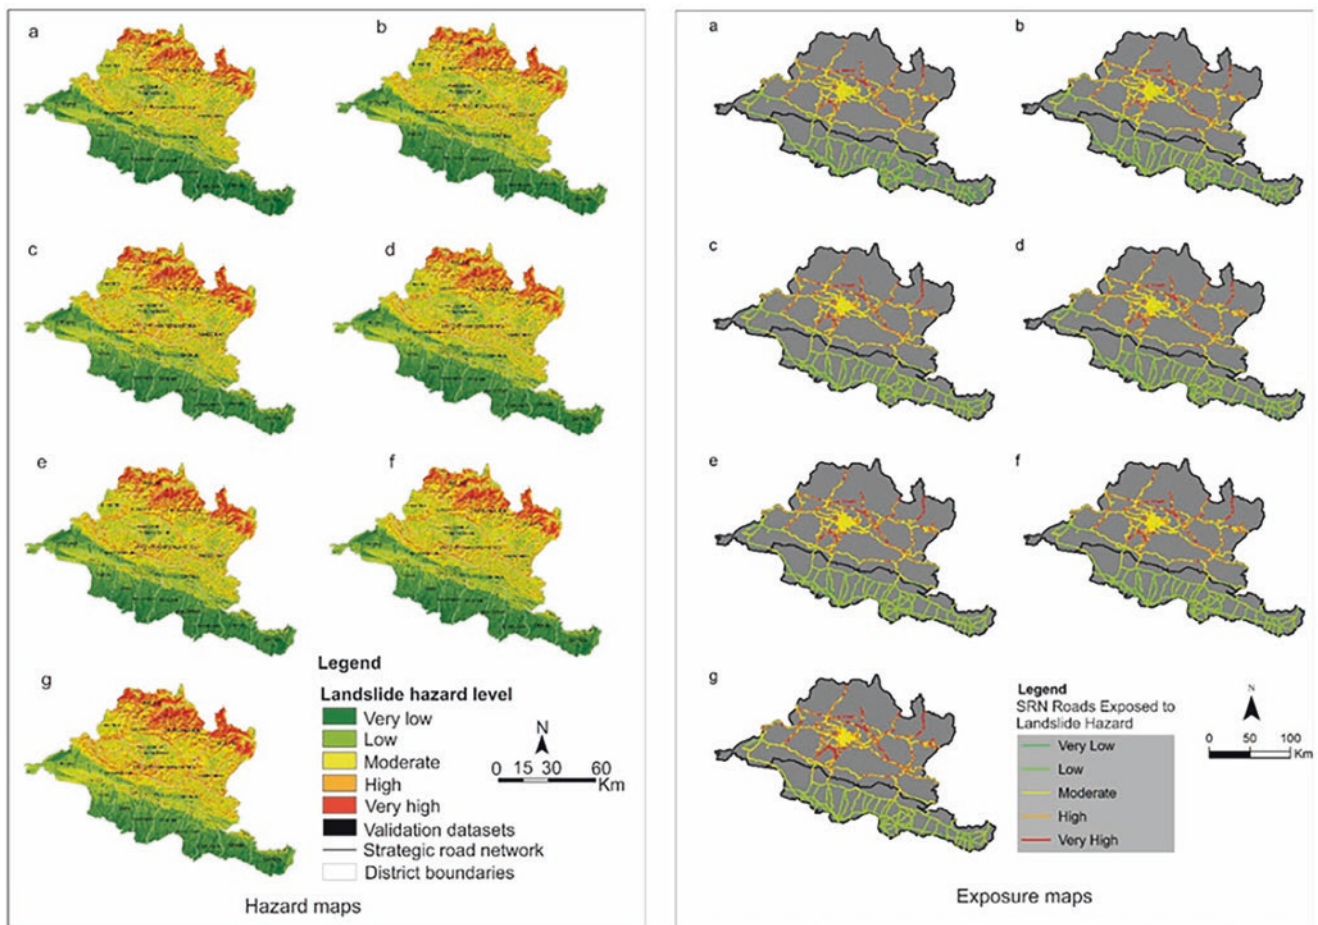 a
b
c
d
e
f
g
Legend
Landslide hazard level
Very low
Low
Moderate
High
Very high
Validation datasets
Strategic road network
District boundaries
N
0 15 30 60
Km
Hazard maps
a
b
c
d
e
f
g
Legend
SRN Roads Exposed to
Landslide Hazard
Very Low
Low
Moderate
High
Very High
N
0 50 100
Km
Exposure maps